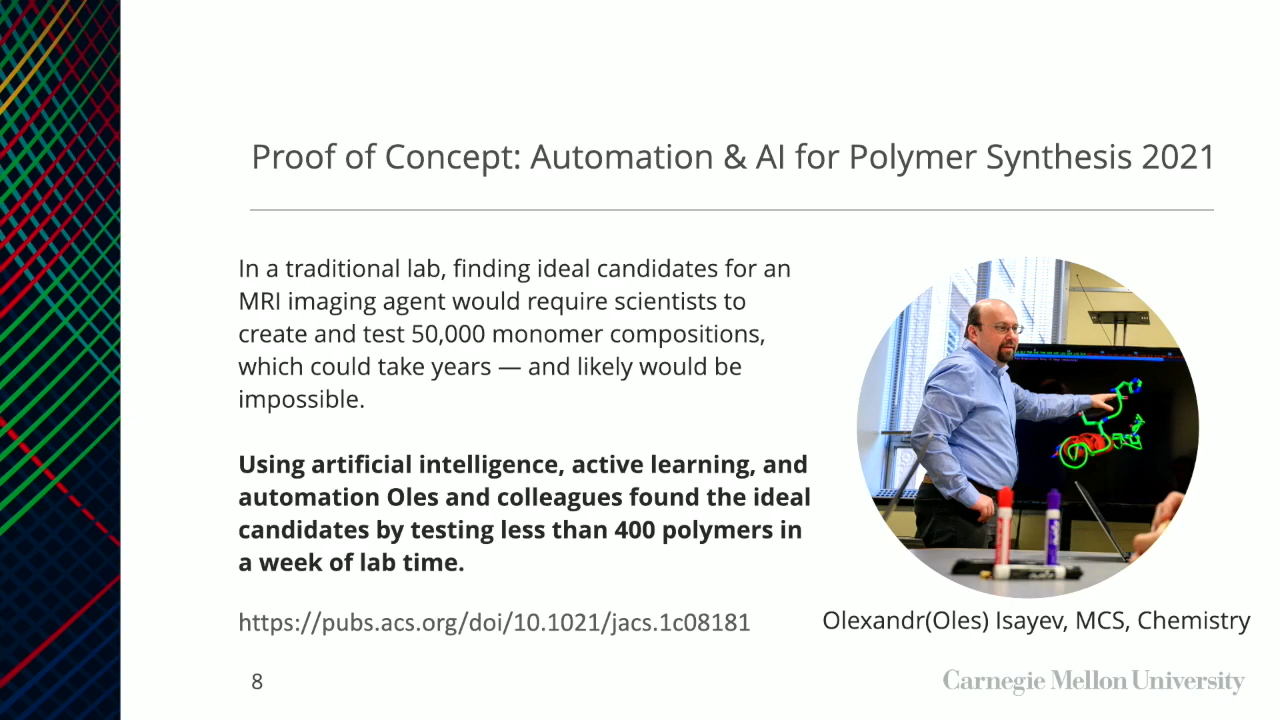 Proof of Concept: Automation & AI for Polymer Synthesis 2021
In a traditional lab, finding ideal candidates for an
MRI imaging agent would require scientists to
create and test 50,000 monomer compositions,
which could take years — and likely would be
impossible.
Using artificial intelligence, active learning, and
automation Oles and colleagues found the ideal
candidates by testing less than 400 polymers in
a week of lab time.
https://pubs.acs.org/doi/10.1021/jacs.1c08181
Olexandr(Oles) Isayev, MCS, Chemistry
8
Carnegie Mellon University